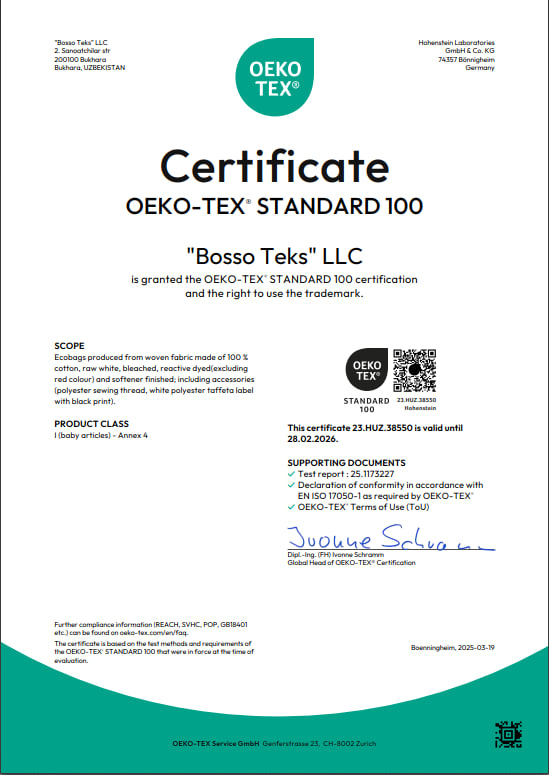 "Bosso Teks" LLC
2. Sanoatchilar str
200100 Bukhara
Bukhara, UZBEKISTAN
Hohenstein Laboratories
GmbH & Co. KG
74357 Bönnigheim
Germany
OEKO
TEX®
Certificate
OEKO-TEX® STANDARD 100
"Bosso Teks" LLC
is granted the OEKO-TEX® STANDARD 100 certification
and the right to use the trademark.
SCOPE
Ecobags produced from woven fabric made of 100 %
cotton, raw white, bleached, reactive dyed(excluding
red colour) and softener finished; including accessories
(polyester sewing thread, white polyester taffeta label
with black print).
PRODUCT CLASS
I (baby articles) - Annex 4
OEKO
TEX®
STANDARD
100
23.HUZ.38550
Hohenstein
This certificate 23.HUZ.38550 is valid until
28.02.2026.
SUPPORTING DOCUMENTS
✓ Test report : 25.1173227
✓ Declaration of conformity in accordance with
EN ISO 17050-1 as required by OEKO-TEX®
✓ OEKO-TEX® Terms of Use (ToU)
Ivonne Schramm
Dipl.-Ing. (FH) Ivonne Schramm
Global Head of OEKO-TEX® Certification
Further compliance information (REACH, SVHC, POP, GB18401
etc.) can be found on oeko-tex.com/en/faq.
The certificate is based on the test methods and requirements of
the OEKO-TEX® STANDARD 100 that were in force at the time of
evaluation.
Boenningheim, 2025-03-19
OEKO-TEX Service GmbH Genferstrasse 23, CH-8002 Zurich